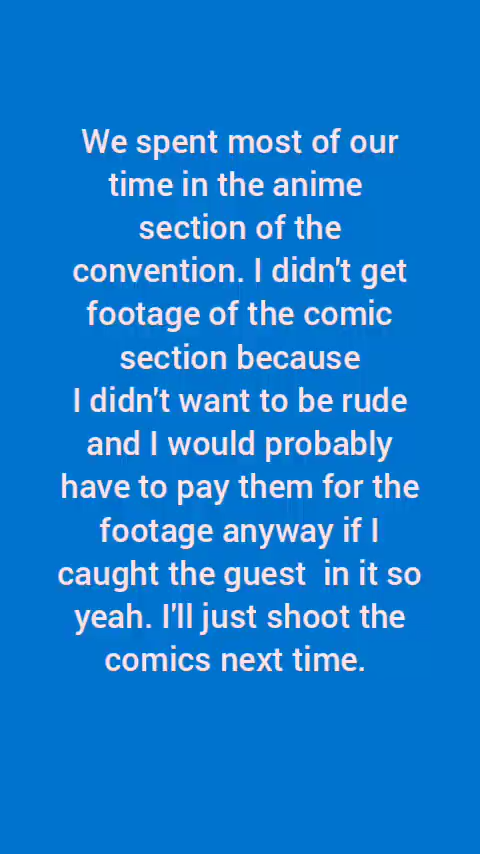 We spent most of our
time in the anime
section of the
convention. I didn't get
footage of the comic
section because
I didn't want to be rude
and I would probably
have to pay them for the
footage anyway if I
caught the guest  in it so
yeah. I'll just shoot the
comics next time.